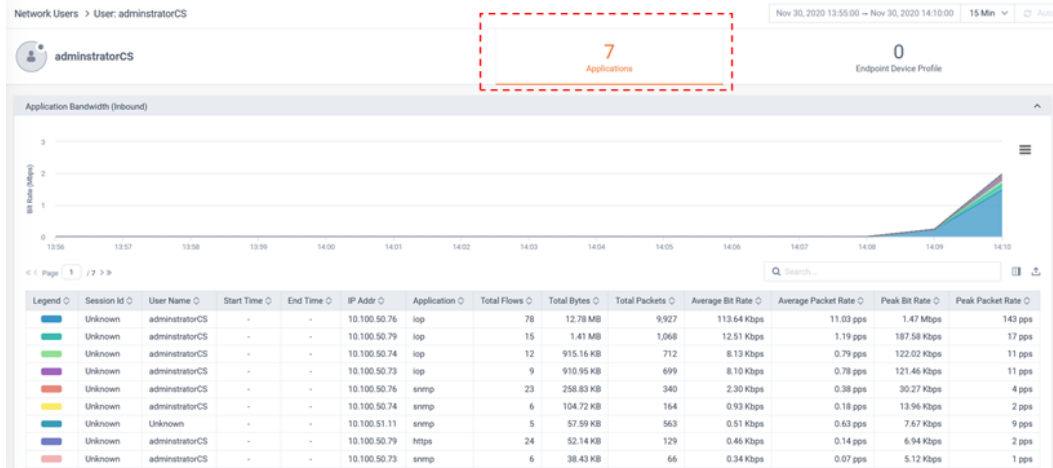 Network Users > User: adminstratorCS
Nov 30, 2020 13:55:00 ~ Nov 30, 2020 14:10:00 15 Min Auto
adminstratorCS
7
Applications
0
Endpoint Device Profile
Application Bandwidth (Inbound)
Bit Rate (Mbps)
3
2
1
0
13:56 13:57 13:58 13:59 14:00 14:01 14:02 14:03 14:04 14:05 14:06 14:07 14:08 14:09 14:10
Page 1 / 7
Search...
Legend Session Id User Name Start Time End Time IP Addr Application Total Flows Total Bytes Total Packets Average Bit Rate Average Packet Rate Peak Bit Rate Peak Packet Rate
Unknown adminstratorCS - - 10.100.50.76 iop 78 12.78 MB 9,927 113.64 Kbps 11.03 pps 1.47 Mbps 143 pps
Unknown adminstratorCS - - 10.100.50.79 iop 15 1.41 MB 1,068 12.51 Kbps 1.19 pps 187.58 Kbps 17 pps
Unknown adminstratorCS - - 10.100.50.74 iop 12 915.16 KB 712 8.13 Kbps 0.79 pps 122.02 Kbps 11 pps
Unknown adminstratorCS - - 10.100.50.73 iop 9 910.95 KB 699 8.10 Kbps 0.78 pps 121.46 Kbps 11 pps
Unknown adminstratorCS - - 10.100.50.76 snmp 23 258.83 KB 340 2.30 Kbps 0.38 pps 30.27 Kbps 4 pps
Unknown adminstratorCS - - 10.100.50.74 snmp 6 104.72 KB 164 0.93 Kbps 0.18 pps 13.96 Kbps 2 pps
Unknown Unknown - - 10.100.51.11 snmp 5 57.59 KB 563 0.51 Kbps 0.63 pps 7.67 Kbps 9 pps
Unknown adminstratorCS - - 10.100.50.79 https 24 52.14 KB 129 0.46 Kbps 0.14 pps 6.94 Kbps 2 pps
Unknown adminstratorCS - - 10.100.50.73 snmp 6 38.43 KB 66 0.34 Kbps 0.07 pps 5.12 Kbps 1 pps